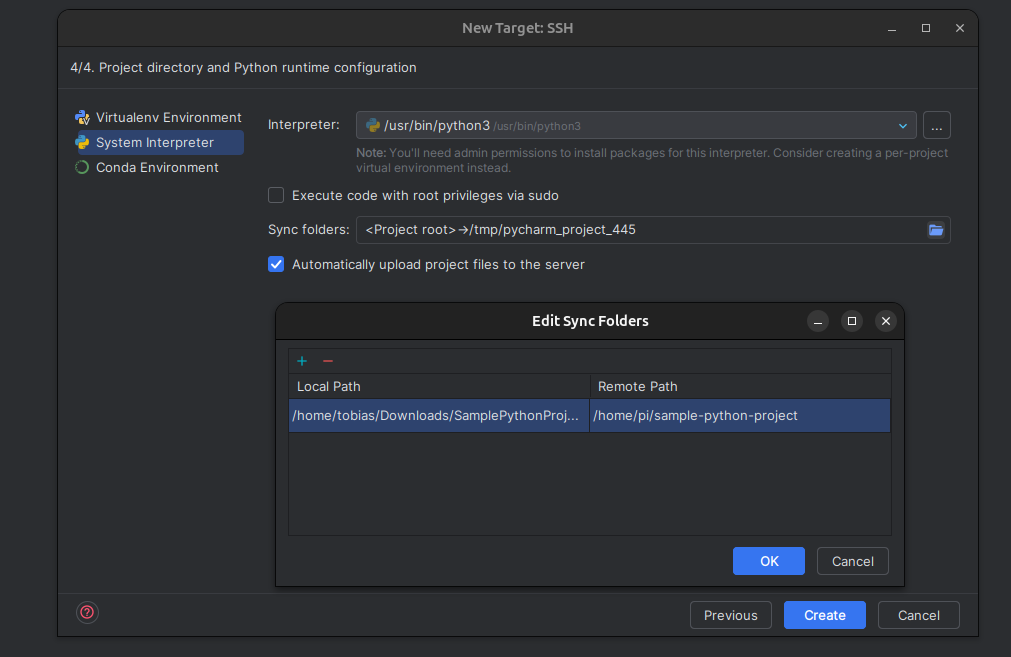 New Target: SSH
4/4. Project directory and Python runtime configuration
Virtualenv Environment
System Interpreter
Conda Environment
Interpreter: /usr/bin/python3 /usr/bin/python3 ...
Note: You'll need admin permissions to install packages for this interpreter. Consider creating a per-project
virtual environment instead.
Execute code with root privileges via sudo
Sync folders: <Project root>→/tmp/pycharm_project_445
Automatically upload project files to the server
Edit Sync Folders
Local Path Remote Path
/home/tobias/Downloads/SamplePythonProj... /home/pi/sample-python-project
OK Cancel
Previous Create Cancel